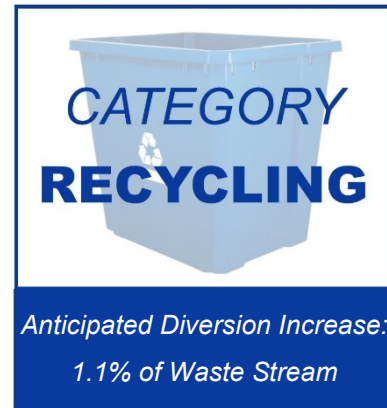 CATEGORY
RECYCLING
Anticipated Diversion Increase:
1.1% of Waste Stream